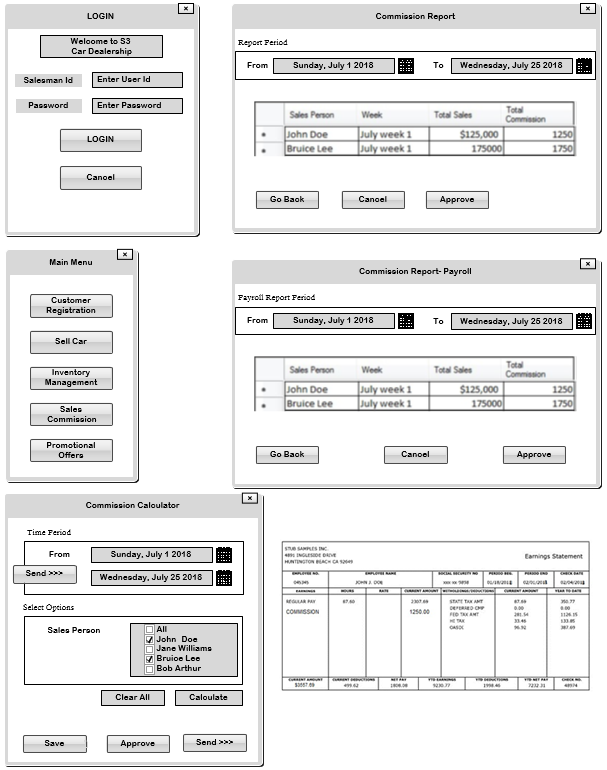 LOGIN
Welcome to S3
Car Dealership
Salesman Id
Enter User Id
Password
Enter Password
LOGIN
Cancel
Commission Report
Report Period
From
Sunday, July 1 2018
To
Wednesday, July 25 2018
Sales Person Week Total Sales Total Commission
John Doe July week 1 $125,000 1250
Bruice Lee July week 1 175000 1750
Go Back
Cancel
Approve
Main Menu
Customer
Registration
Sell Car
Inventory
Management
Sales
Commission
Promotional
Offers
Commission Report- Payroll
Payroll Report Period
From
Sunday, July 1 2018
To
Wednesday, July 25 2018
Sales Person Week Total Sales Total Commission
John Doe July week 1 $125,000 1250
Bruice Lee July week 1 175000 1750
Go Back
Cancel
Approve
Commission Calculator
Time Period
From
Sunday, July 1 2018
Send >>>
Wednesday, July 25 2018
Select Options
Sales Person
All
John Doe
Jane Williams
Bruice Lee
Bob Arthur
Clear All
Calculate
Save
Approve
Send >>>
STUB SAMPLES INC.
4891 INGLESIDE DRIVE
HUNTINGTON BEACH CA 92649
Earnings Statement
EMPLOYEE NO. EMPLOYEE NAME SOCIAL SECURITY NO PERIOD BEG. PERIOD END CHECK DATE
JOHN J. DOE xxx xx 9898 01/18/2018 02/01/2018 02/04/2018
EARNINGS HOURS RATE CURRENT AMOUNT WITHHOLDINGS/DEDUCTIONS CURRENT AMOUNT YEAR TO DATE
REGULAR PAY 87.60 2307.69 STATE TAX AMT 87.69 350.77
COMMISSION 1250.00 DEFERRED CMP 0.00 0.00
FED TAX AMT 281.54 1126.15
HI TAX 33.46 133.85
OASDI 96.92 387.69
CURRENT AMOUNT CURRENT DEDUCTIONS NET PAY YTD EARNINGS YTD DEDUCTIONS YTD NET PAY CHECK NO.
499.62 1808.08 9230.77 1998.46 7232.31 48574